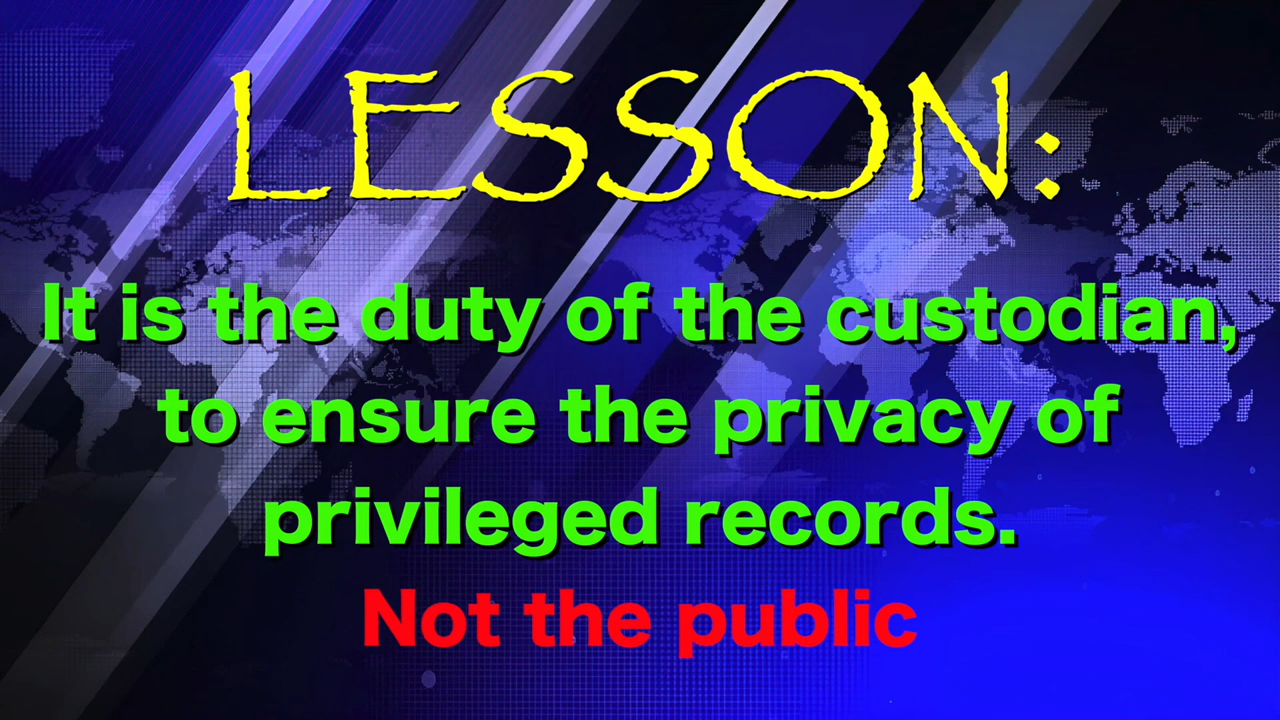 LESSON:
It is the duty of the custodian,
to ensure the privacy of
privileged records.
Not the public